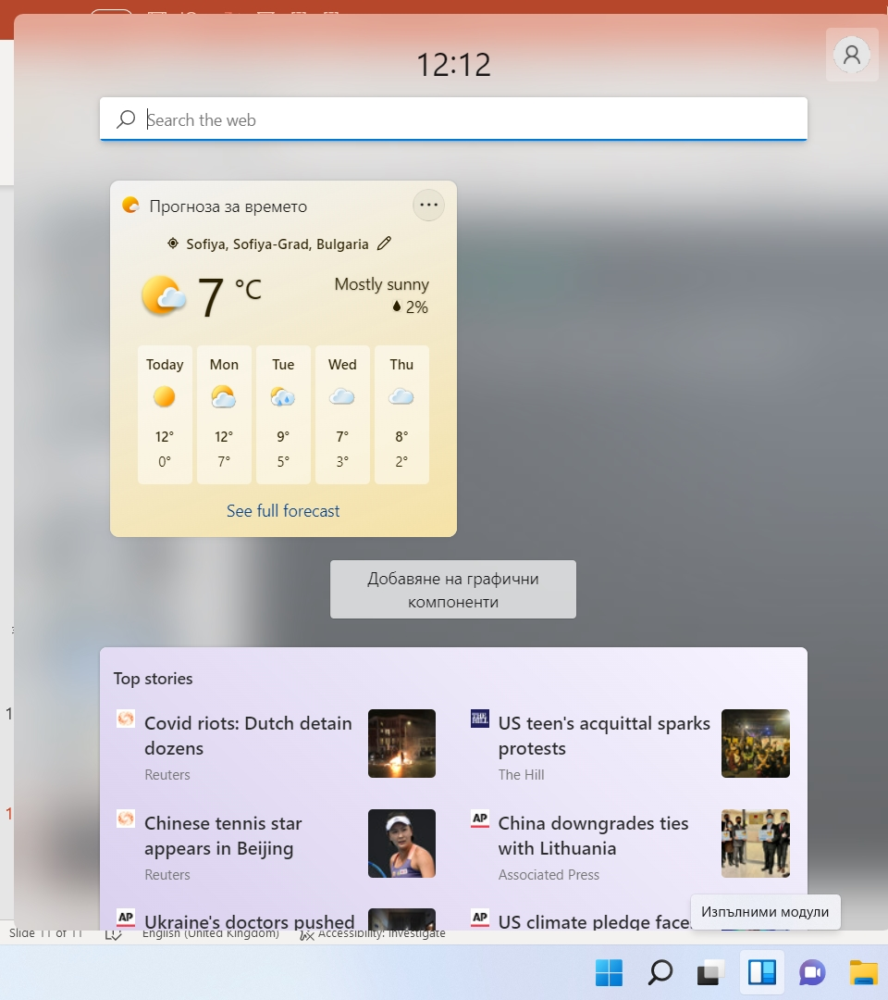 12:12
Search the web
Прогноза за времето
Sofiya, Sofiya-Grad, Bulgaria
7 °C
Mostly sunny
2%
Today Mon Tue Wed Thu
12° 12° 9° 7° 8°
0° 7° 5° 3° 2°
See full forecast
Добавяне на графични
компоненти
Top stories
Covid riots: Dutch detain
dozens
Reuters
THE HILL
US teen's acquittal sparks
protests
The Hill
Chinese tennis star
appears in Beijing
Reuters
AP
China downgrades ties
with Lithuania
Associated Press
AP
Ukraine's doctors pushed
AP
US climate pledge faces
Изпълними модули
Slide 11 of 11
English (United Kingdom)
Accessibility: Investigate